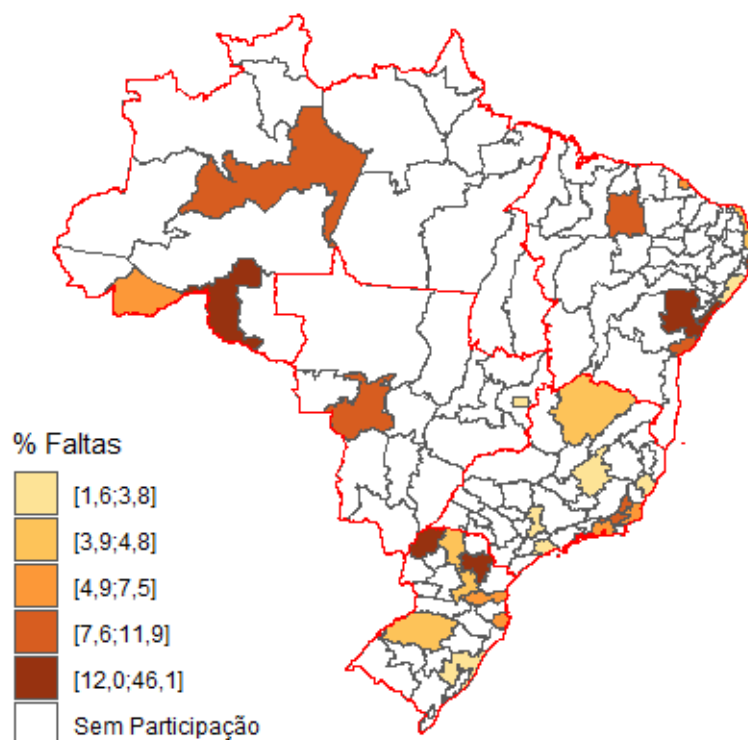 % Faltas
[1,6;3,8]
[3,9;4,8]
[4,9;7,5]
[7,6;11,9]
[12,0;46,1]
Sem Participação